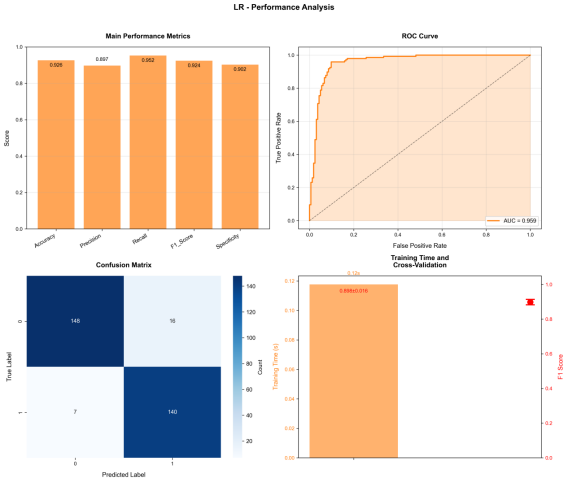 LR - Performance Analysis
Main Performance Metrics
Score
1.0
0.8
0.6
0.4
0.2
0.0
0.926
0.897
0.952
0.924
0.902
Accuracy
Precision
Recall
F1_Score
Specificity
ROC Curve
True Positive Rate
1.0
0.8
0.6
0.4
0.2
0.0
AUC = 0.959
0.0
0.2
0.4
0.6
0.8
1.0
False Positive Rate
Confusion Matrix
True Label
0
1
148
16
7
140
0
1
Predicted Label
140
120
100
80
60
40
20
Count
Training Time and
Cross-Validation
0.12s
0.898±0.016
Training Time (s)
0.12
0.10
0.08
0.06
0.04
0.02
0.00
1.0
0.8
0.6
0.4
0.2
0.0
F1 Score